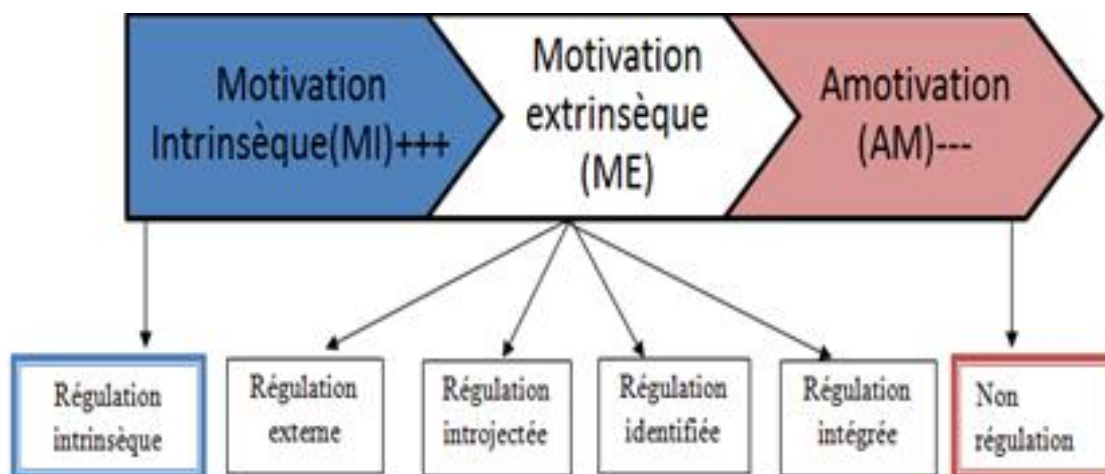 Motivation
Intrinsèque(MI)+++
Motivation
extrinsèque
(ME)
Amotivation
(AM)---
Régulation
intrinsèque
Régulation
externe
Régulation
introjectée
Régulation
identifiée
Régulation
intégrée
Non
régulation